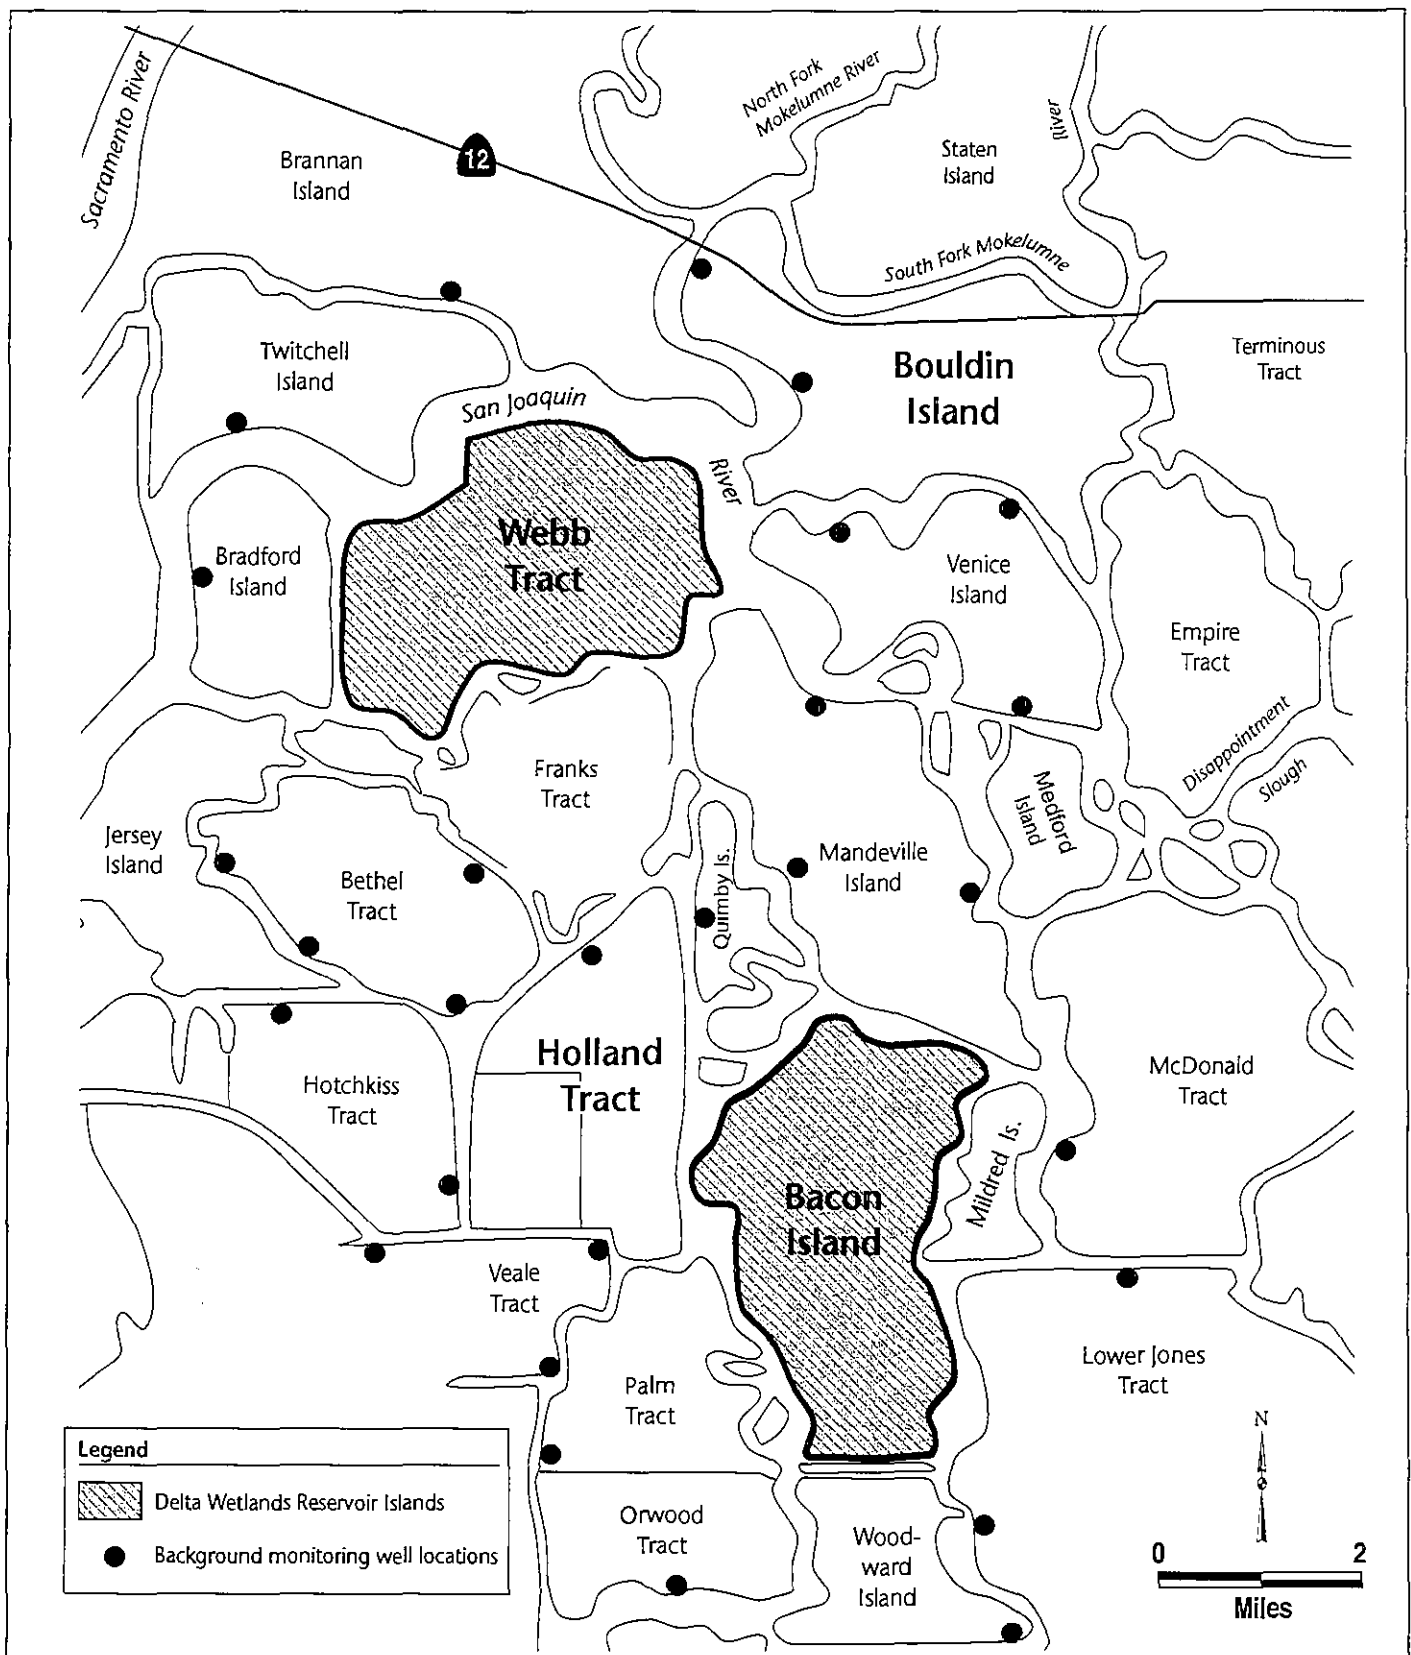 Sacramento River
North Fork
Mokelumne River
River
12
Brannan
Island
Staten
Island
South Fork Mokelumne
Twitchell
Island
Bouldin
Island
Terminous
Tract
San Joaquin
River
Webb
Tract
Bradford
Island
Venice
Island
Empire
Tract
Disappointment
Slough
Franks
Tract
Medford
Island
Jersey
Island
Bethel
Tract
Quimby Is.
Mandeville
Island
Holland
Tract
Hotchkiss
Tract
McDonald
Tract
Mildred Is.
Bacon
Island
Veale
Tract
Palm
Tract
Lower Jones
Tract
Orwood
Tract
Wood-
ward
Island
Legend
Delta Wetlands Reservoir Islands
Background monitoring well locations
N
0 2
Miles